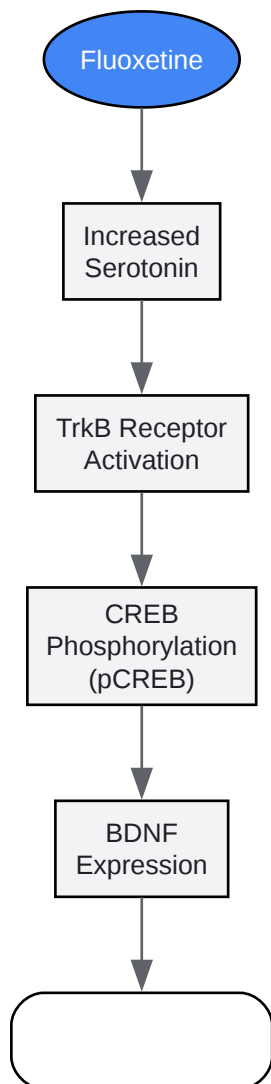 Fluoxetine
Increased
Serotonin
TrkB Receptor
Activation
CREB
Phosphorylation
(pCREB)
BDNF
Expression